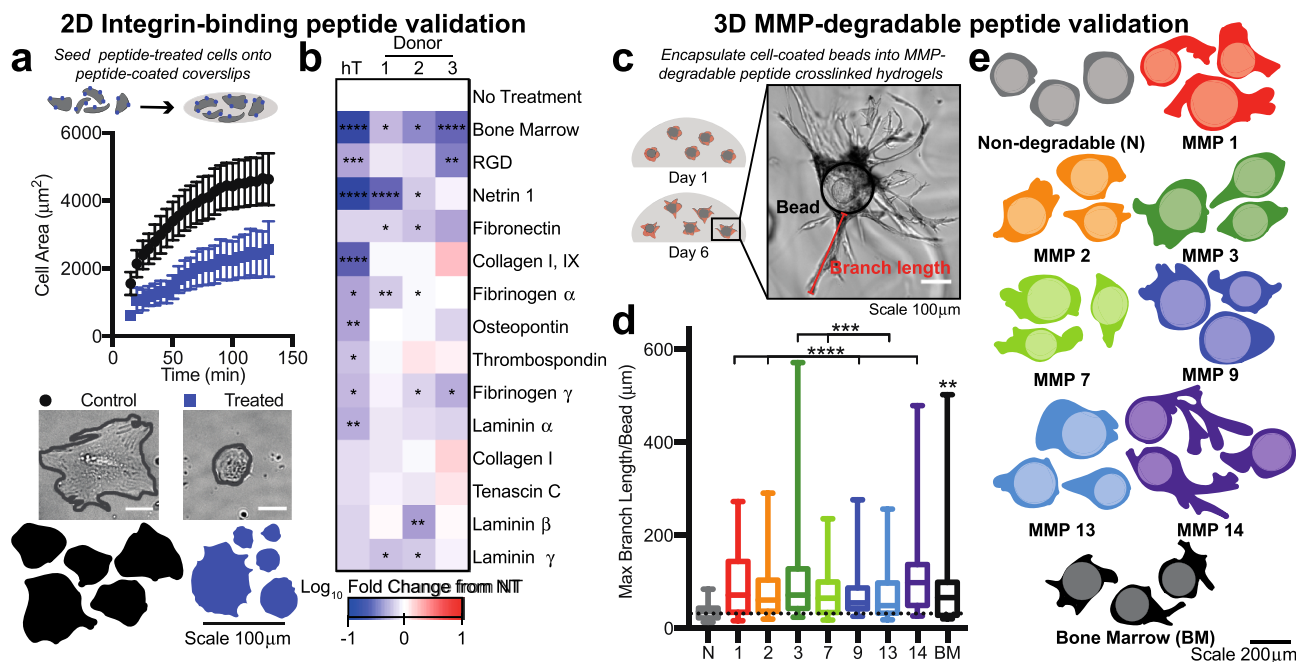 2D Integrin-binding peptide validation
a
Seed peptide-treated cells onto
peptide-coated coverslips
6000
4000
2000
0
Cell Area (μm²)
0 50 100 150
Time (min)
Control
Treated
Scale 100μm
b
Donor
hT 1 2 3
No Treatment
**** * * **** Bone Marrow
*** ** RGD
**** **** * Netrin 1
* * Fibronectin
**** Collagen I, IX
* ** * Fibrinogen α
** Osteopontin
* Thrombospondin
* * * Fibrinogen γ
** Laminin α
Collagen I
Tenascin C
** Laminin β
* * Laminin γ
Log₁₀ Fold Change from NT
-1 0 1
3D MMP-degradable peptide validation
c
Encapsulate cell-coated beads into MMP-
degradable peptide crosslinked hydrogels
Day 1
Day 6
Bead
Branch length
Scale 100μm
d
600
400
200
0
Max Branch Length/Bead (μm)
***
****
**
N 1 2 3 7 9 13 14 BM
e
Non-degradable (N)
MMP 1
MMP 2
MMP 3
MMP 7
MMP 9
MMP 13
MMP 14
Bone Marrow (BM)
Scale 200μm